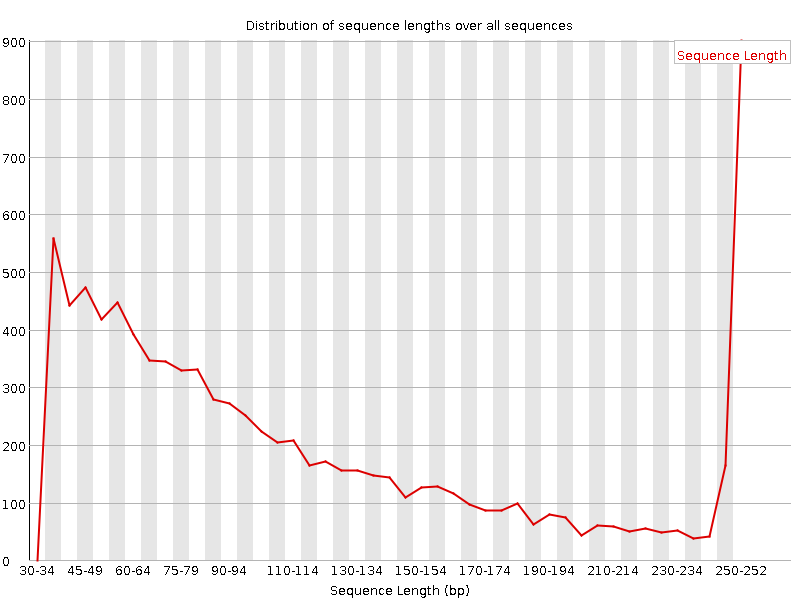 Distribution of sequence lengths over all sequences
Sequence Length
900
800
700
600
500
400
300
200
100
0
30-34 45-49 60-64 75-79 90-94 110-114 130-134 150-154 170-174 190-194 210-214 230-234 250-252
Sequence Length (bp)